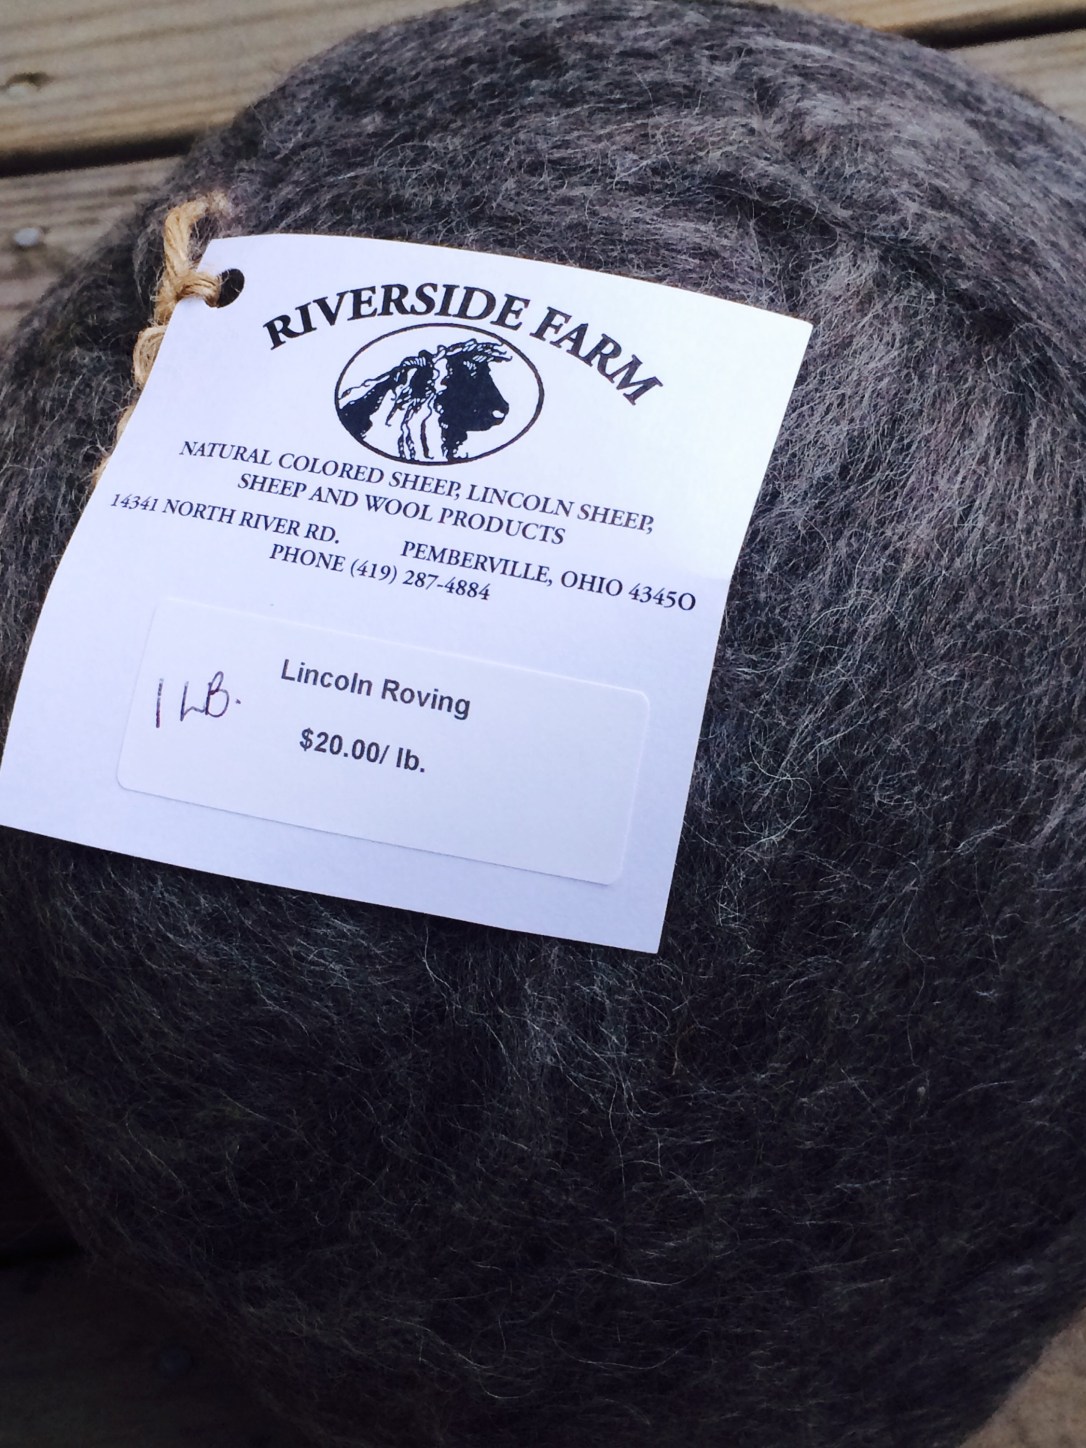 RIVERSIDE FARM
NATURAL COLORED SHEEP, LINCOLN SHEEP,
SHEEP AND WOOL PRODUCTS
14341 NORTH RIVER RD. PEMBERVILLE, OHIO 4345O
PHONE (419) 287-4884
Lincoln Roving
1 LB.
$20.00/ lb.